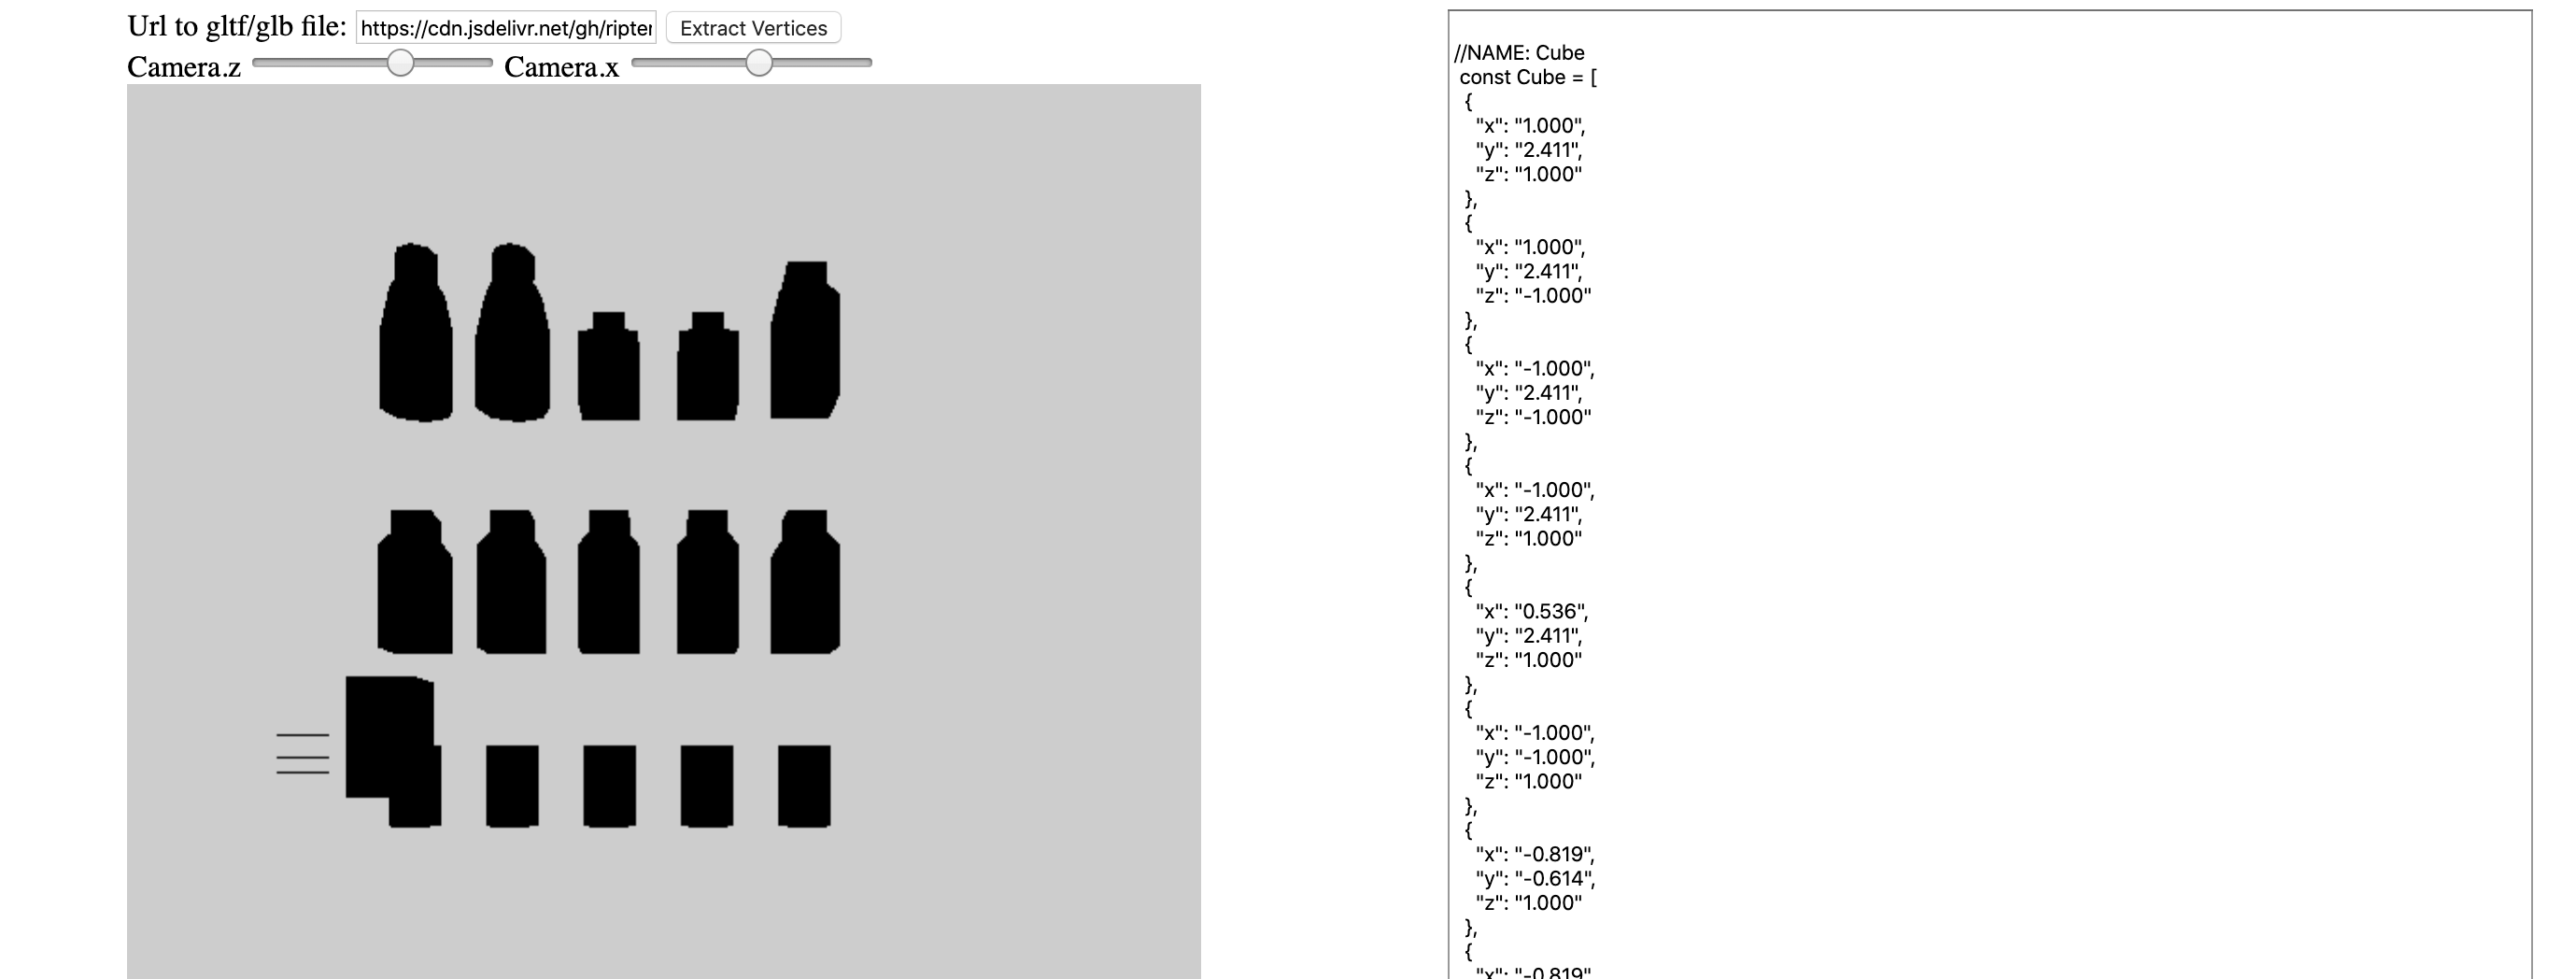 Url to gltf/glb file: https://cdn.jsdelivr.net/gh/ripter Extract Vertices
Camera.z Camera.x
//NAME: Cube
const Cube = [
{
"x": "1.000",
"y": "2.411",
"z": "1.000"
},
{
"x": "1.000",
"y": "2.411",
"z": "-1.000"
},
{
"x": "-1.000",
"y": "2.411",
"z": "-1.000"
},
{
"x": "-1.000",
"y": "2.411",
"z": "1.000"
},
{
"x": "0.536",
"y": "2.411",
"z": "1.000"
},
{
"x": "-1.000",
"y": "-1.000",
"z": "1.000"
},
{
"x": "-0.819",
"y": "-0.614",
"z": "1.000"
},
{
"x": "-0.819"